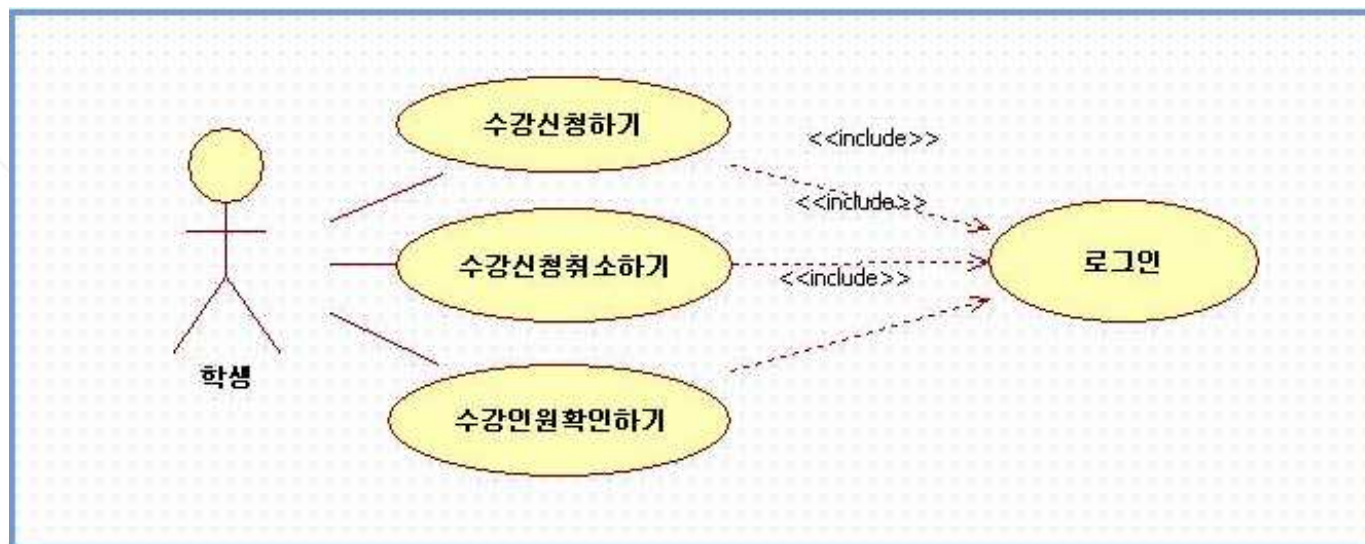 수강신청하기
<<include>>
<<include>>
수강신청취소하기
로그인
<<include>>
학생
수강인원확인하기